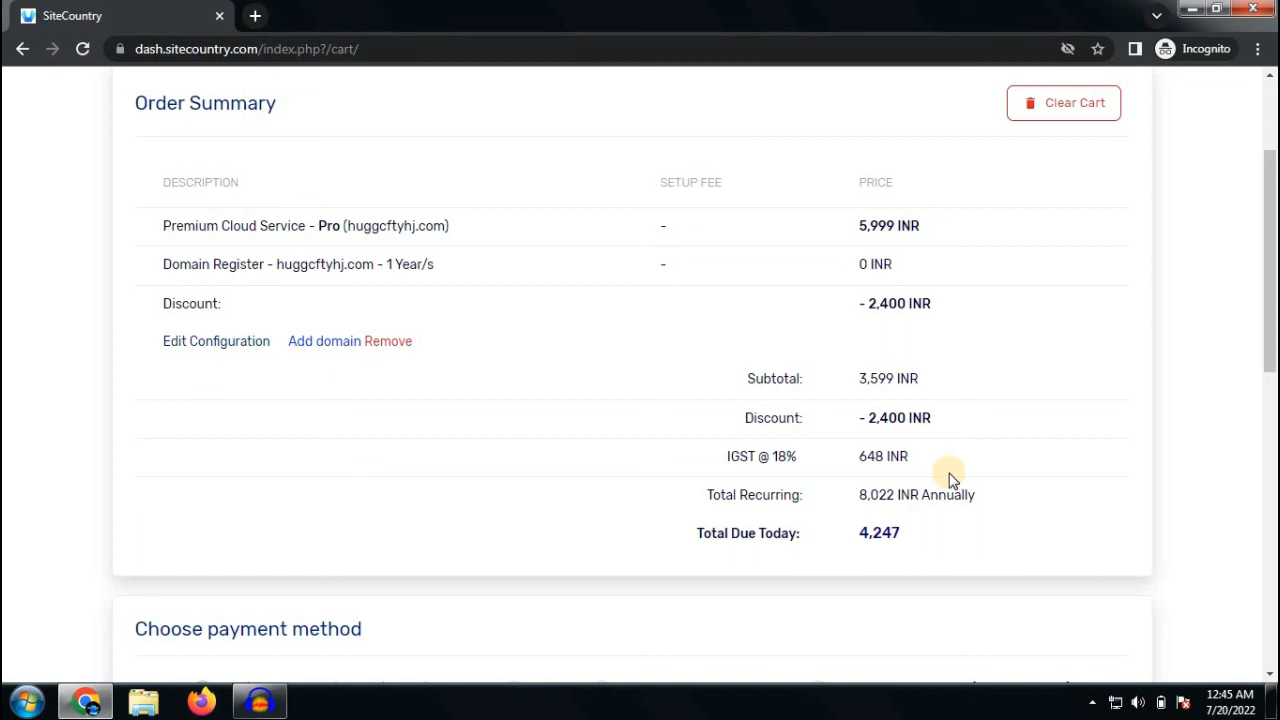 SiteCountry
dash.sitecountry.com/index.php?/cart/
Incognito
Order Summary
Clear Cart
DESCRIPTION SETUP FEE PRICE
Premium Cloud Service - Pro (huggcftyhj.com) - 5,999 INR
Domain Register - huggcftyhj.com - 1 Year/s - 0 INR
Discount: - 2,400 INR
Edit Configuration Add domain Remove
Subtotal: 3,599 INR
Discount: - 2,400 INR
IGST @ 18% 648 INR
Total Recurring: 8,022 INR Annually
Total Due Today: 4,247
Choose payment method
12:45 AM
7/20/2022